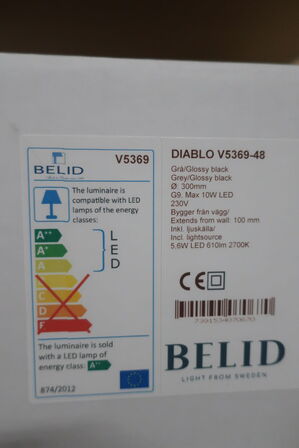 BELID
V5369
The luminaire is
compatible with LED
lamps of the energy
classes:
A++
A+
A
B
C
D
E
L
E
D
The luminaire is sold
with a LED lamp of
energy class: A++
874/2012
DIABLO V5369-48
Grå/Glossy black
Grey/Glossy black
Ø: 300mm
G9, Max 10W LED
230V
Bygger från vägg/
Extends from wall: 100 mm
Inkl. ljuskälla/
Incl. lightsource
5,6W LED 610lm 2700K
CE
BELID
LIGHT FROM SWEDEN